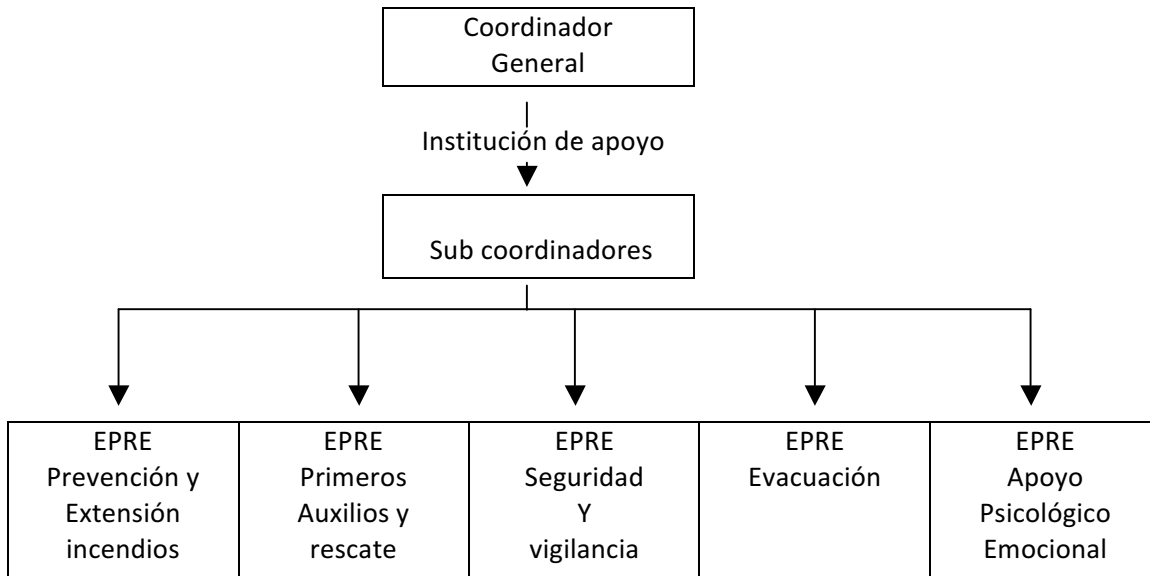 Coordinador
General
Institución de apoyo
Sub coordinadores
EPRE
Prevención y
Extensión
incendios
EPRE
Primeros
Auxilios y
rescate
EPRE
Seguridad
Y
vigilancia
EPRE
Evacuación
EPRE
Apoyo
Psicológico
Emocional